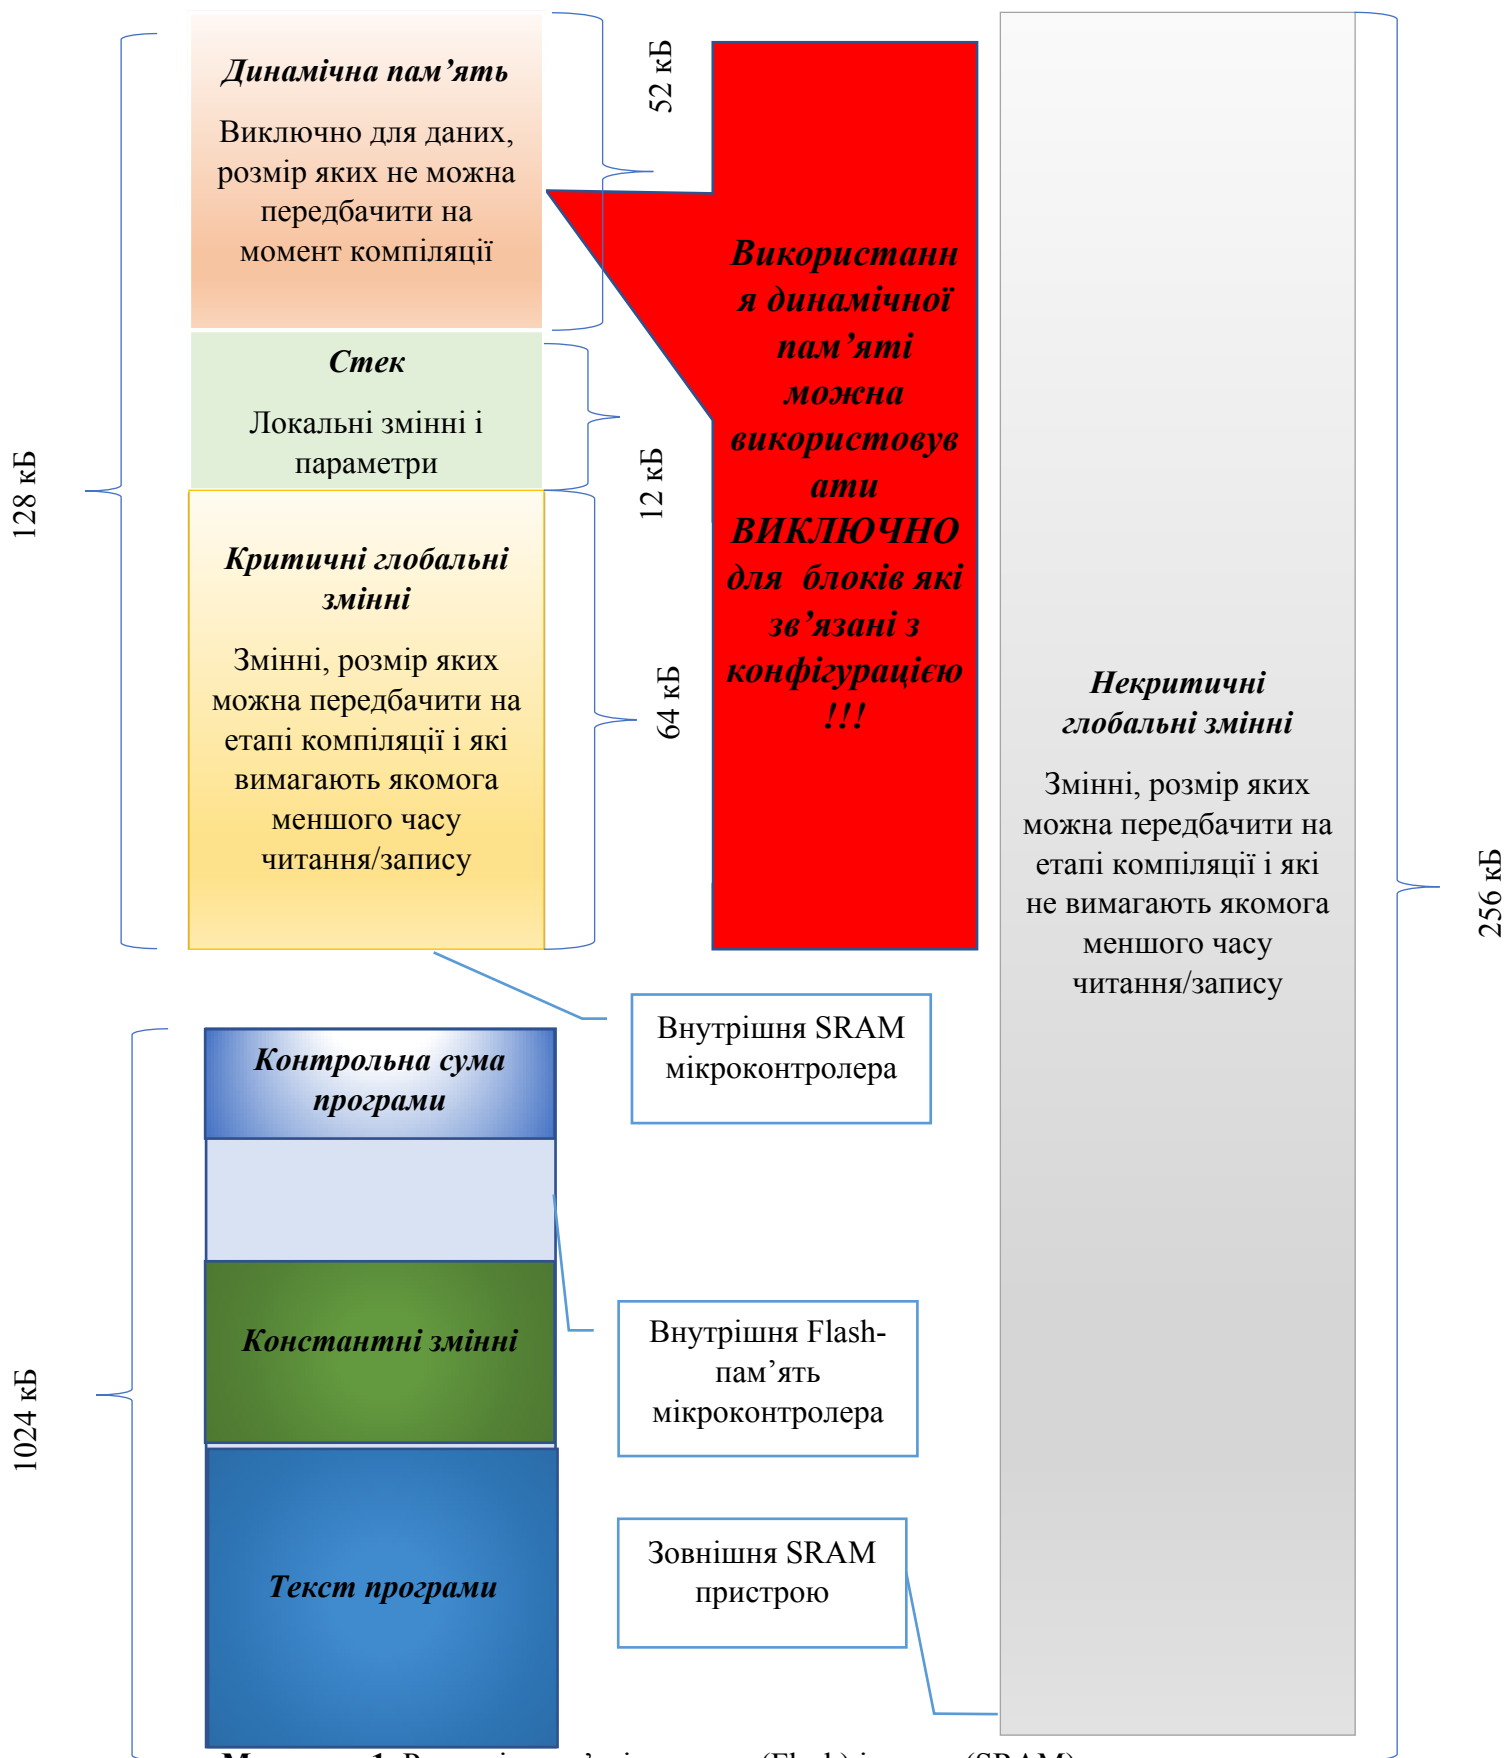 128 кБ
Динамічна пам’ять
Виключно для даних,
розмір яких не можна
передбачити на
момент компіляції
52 кБ
Стек
Локальні змінні і
параметри
12 кБ
Критичні глобальні
змінні
Змінні, розмір яких
можна передбачити на
етапі компіляції і які
вимагають якомога
меншого часу
читання/запису
64 кБ
Використанн
я динамічної
пам’яті
можна
використовув
ати
ВИКЛЮЧНО
для блоків які
зв’язані з
конфігурацією
!!!
Некритичні
глобальні змінні
Змінні, розмір яких
можна передбачити на
етапі компіляції і які
не вимагають якомога
меншого часу
читання/запису
256 кБ
Внутрішня SRAM
мікроконтролера
1024 кБ
Контрольна сума
програми
Константні змінні
Текст програми
Внутрішня Flash-
пам’ять
мікроконтролера
Зовнішня SRAM
пристрою